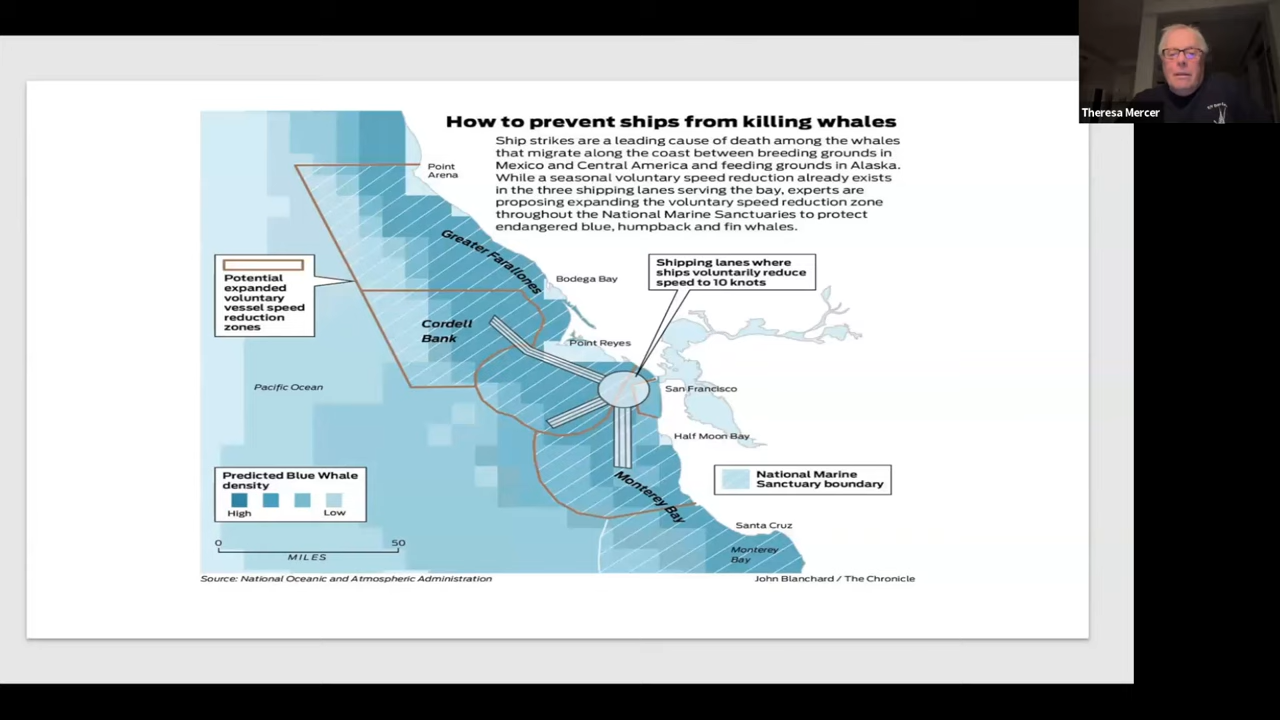 Theresa Mercer
How to prevent ships from killing whales
Ship strikes are a leading cause of death among the whales
that migrate along the coast between breeding grounds in
Mexico and Central America and feeding grounds in Alaska.
While a seasonal voluntary speed reduction already exists
in the three shipping lanes serving the bay, experts are
proposing expanding the voluntary speed reduction zone
throughout the National Marine Sanctuaries to protect
endangered blue, humpback and fin whales.
Point
Arena
Greater Farallones
Bodega Bay
Shipping lanes where
ships voluntarily reduce
speed to 10 knots
Potential
expanded
voluntary
vessel speed
reduction
zones
Cordell
Bank
Point Reyes
Pacific Ocean
San Francisco
Half Moon Bay
Predicted Blue Whale
density
High
Low
National Marine
Sanctuary boundary
Monterey Bay
Santa Cruz
Monterey
Bay
0
50
MILES
Source: National Oceanic and Atmospheric Administration
John Blanchard / The Chronicle